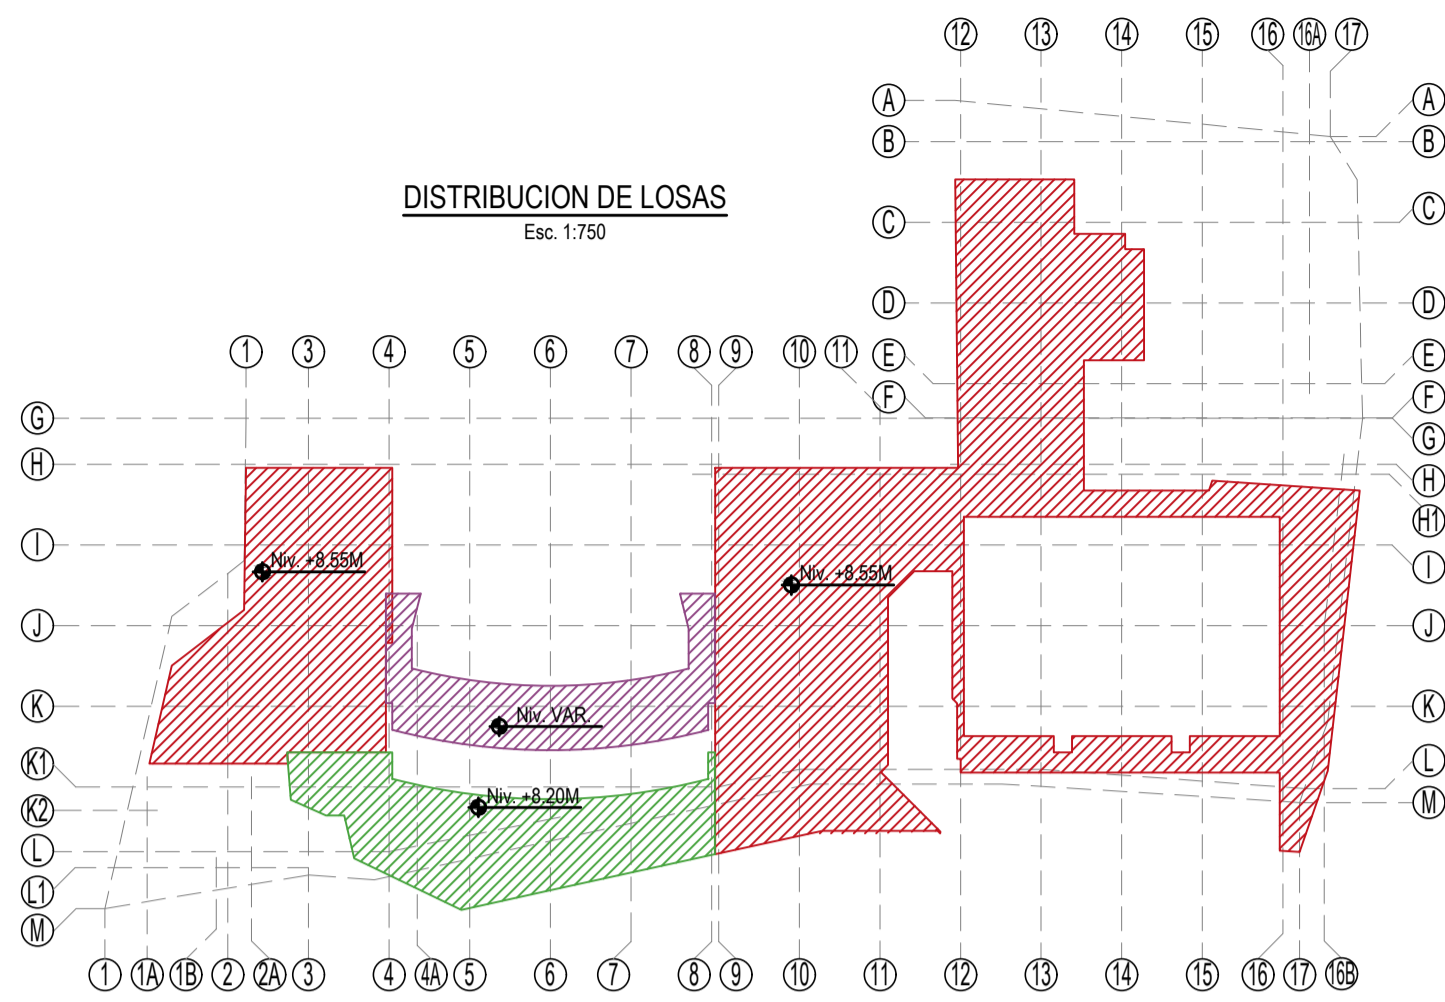 12 13 14 15 16 16A 17
A A
B B
DISTRIBUCION DE LOSAS
Esc. 1:750
C C
D D
1 3 4 5 6 7 8 9 10 11
E E
F F
G G
H H
H1
I I
Niv. +8.55M Niv. +8.55M
J J
K K
Niv. VAR.
K1 L
Niv. +8.20M
K2 M
L
L1
M
1 1A 1B 2 2A 3 4 4A 5 6 7 8 9 10 11 12 13 14 15 16 17 16B